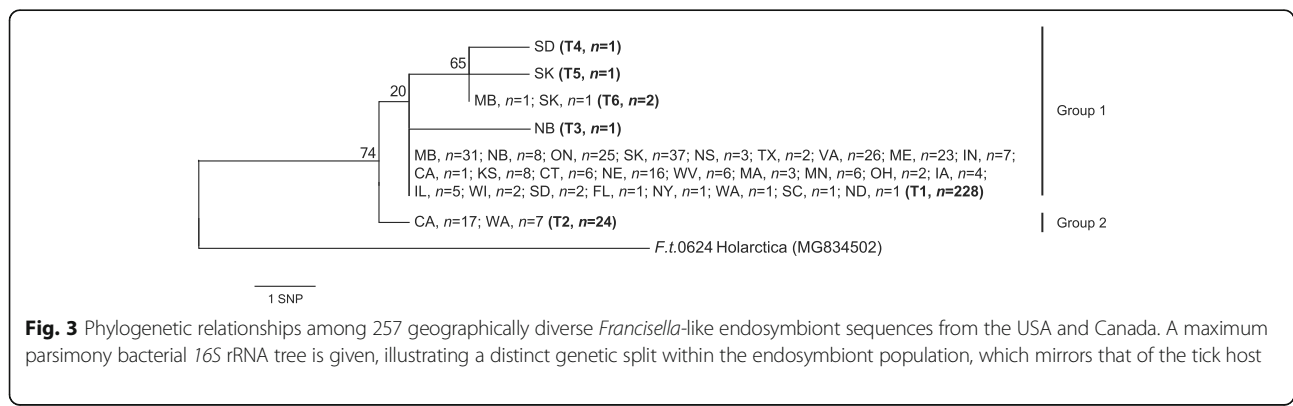 SD (T4, n=1)
65
SK (T5, n=1)
20
MB, n=1; SK, n=1 (T6, n=2)
Group 1
NB (T3, n=1)
74
MB, n=31; NB, n=8; ON, n=25; SK, n=37; NS, n=3; TX, n=2; VA, n=26; ME, n=23; IN, n=7;
CA, n=1; KS, n=8; CT, n=6; NE, n=16; WV, n=6; MA, n=3; MN, n=6; OH, n=2; IA, n=4;
IL, n=5; WI, n=2; SD, n=2; FL, n=1; NY, n=1; WA, n=1; SC, n=1; ND, n=1 (T1, n=228)
CA, n=17; WA, n=7 (T2, n=24)
Group 2
F.t.0624 Holarctica (MG834502)
1 SNP
Fig. 3 Phylogenetic relationships among 257 geographically diverse Francisella-like endosymbiont sequences from the USA and Canada. A maximum
parsimony bacterial 16S rRNA tree is given, illustrating a distinct genetic split within the endosymbiont population, which mirrors that of the tick host